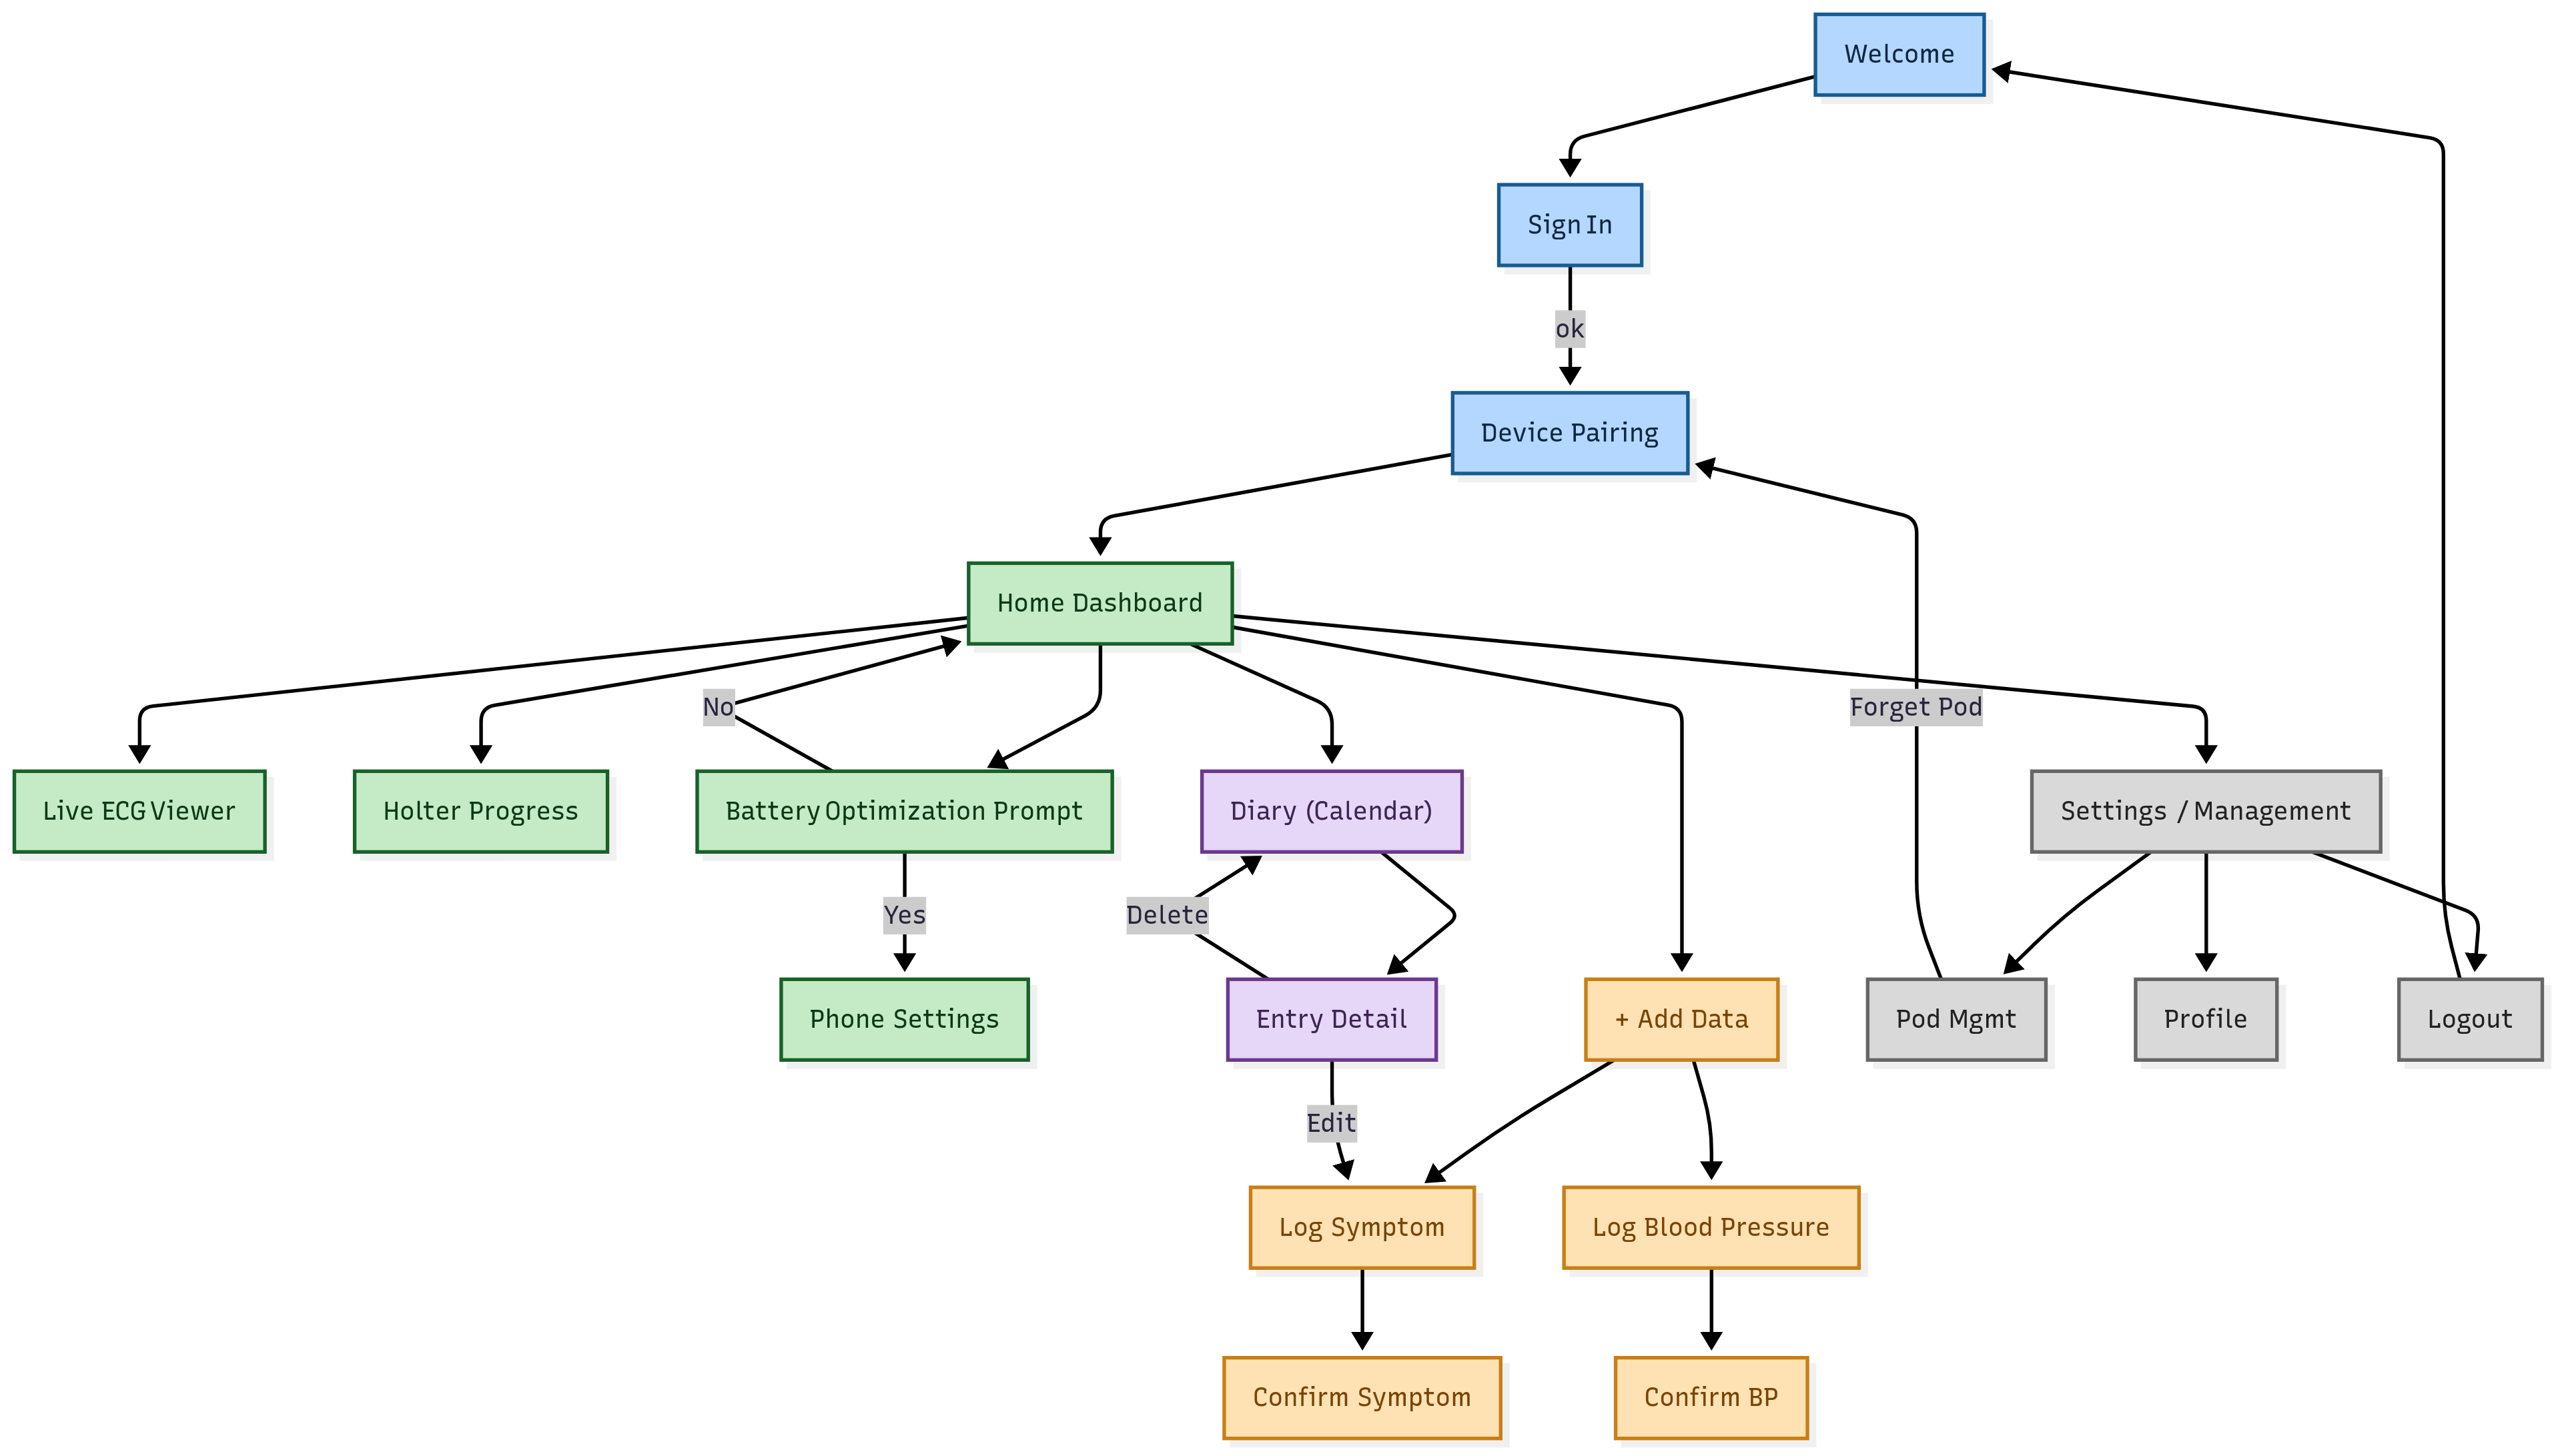 Welcome
Sign In
ok
Device Pairing
Home Dashboard
No
Forget Pod
Live ECG Viewer
Holter Progress
Battery Optimization Prompt
Diary (Calendar)
Settings / Management
Yes
Delete
Phone Settings
Entry Detail
+ Add Data
Pod Mgmt
Profile
Logout
Edit
Log Symptom
Log Blood Pressure
Confirm Symptom
Confirm BP